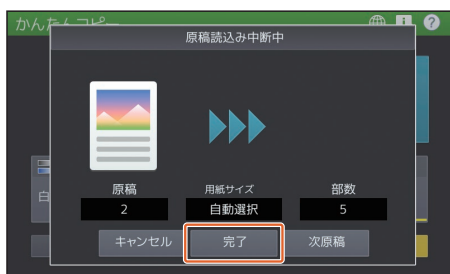 かんたんコピー
原稿読込み中断中
原稿 用紙サイズ 部数
2 自動選択 5
自
キャンセル 完了 次原稿